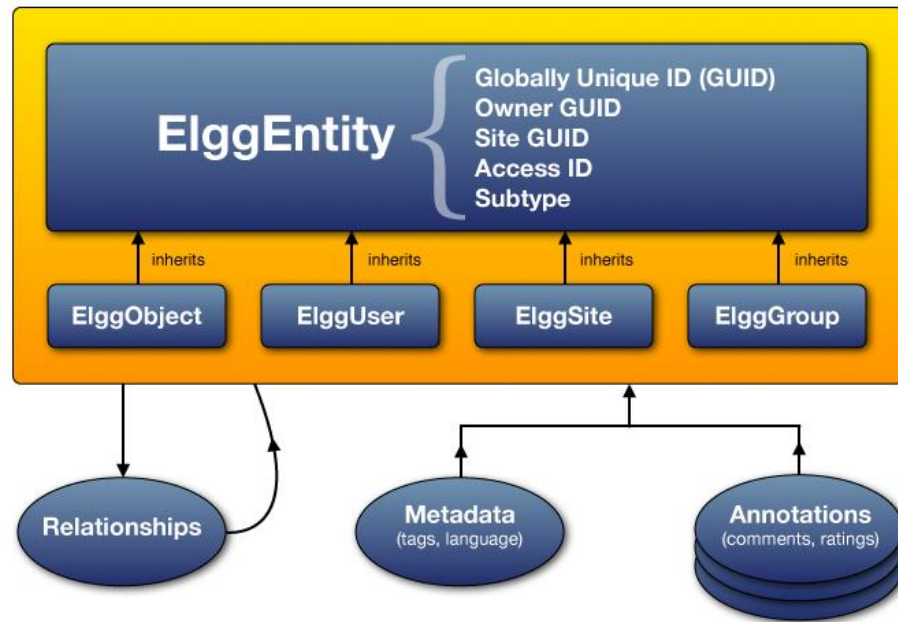 ElggEntity
Globally Unique ID (GUID)
Owner GUID
Site GUID
Access ID
Subtype
inherits
inherits
inherits
inherits
ElggObject
ElggUser
ElggSite
ElggGroup
Relationships
Metadata
(tags, language)
Annotations
(comments, ratings)